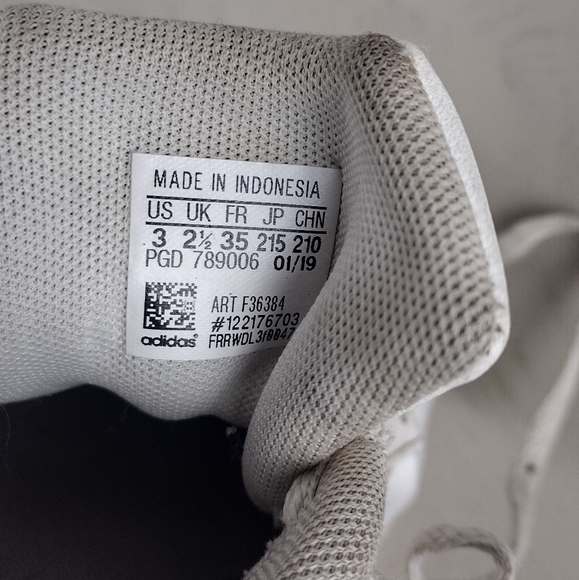 MADE IN INDONESIA
US UK FR JP CHN
3 2½ 35 215 210
PGD 789006 01/19
ART F36384
#122176703
adidas